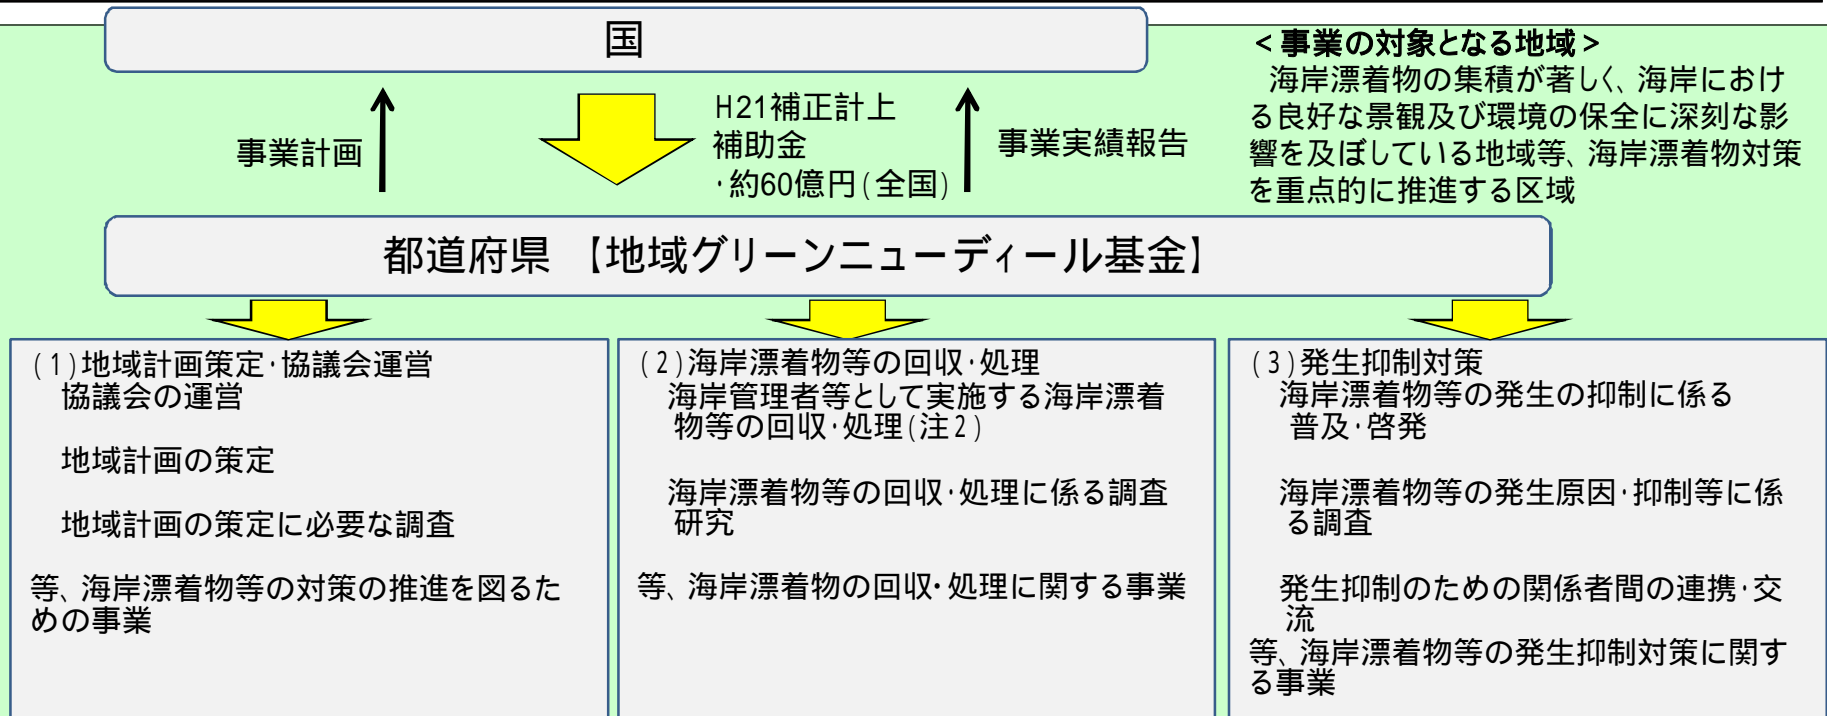 国
<事業の対象となる地域>
海岸漂着物の集積が著しく、海岸におけ
る良好な景観及び環境の保全に深刻な影
響を及ぼしている地域等、海岸漂着物対策
を重点的に推進する区域
事業計画
H21補正計上
補助金
・約60億円(全国)
事業実績報告
都道府県 【地域グリーンニューディール基金】
(1)地域計画策定・協議会運営
協議会の運営
地域計画の策定
地域計画の策定に必要な調査
等、海岸漂着物等の対策の推進を図るた
めの事業
(2)海岸漂着物等の回収・処理
海岸管理者等として実施する海岸漂着
物等の回収・処理(注2)
海岸漂着物等の回収・処理に係る調査
研究
等、海岸漂着物の回収・処理に関する事業
(3)発生抑制対策
海岸漂着物等の発生の抑制に係る
普及・啓発
海岸漂着物等の発生原因・抑制等に係
る調査
発生抑制のための関係者間の連携・交
流
等、海岸漂着物等の発生抑制対策に関す
る事業